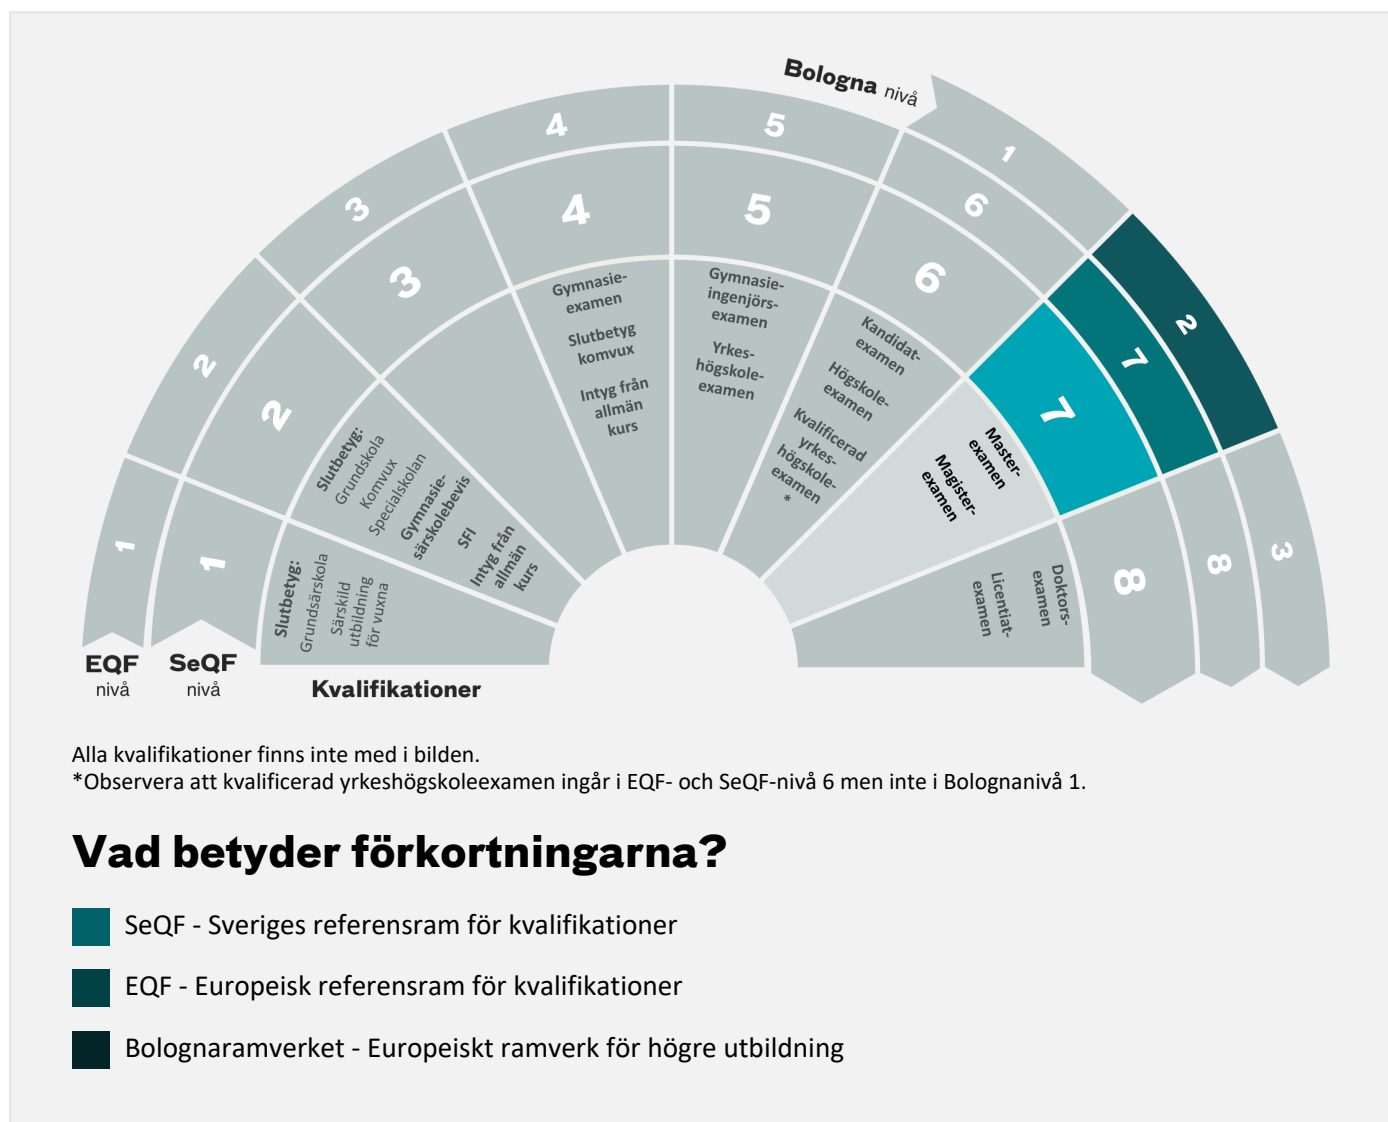 Bologna nivå
1
2
3
1
2
3
4
5
6
7
8
1
2
3
4
5
6
7
8
Slutbetyg:
Grundsärskola
Särskild
utbildning
för vuxna
Slutbetyg:
Grundskola
Komvux
Specialskolan
Gymnasie-
särskolebevis
SFI
Intyg från
allmän
kurs
Gymnasie-
examen
Slutbetyg
komvux
Intyg från
allmän
kurs
Gymnasie-
ingenjörs-
examen
Yrkes-
högskole-
examen
Kandidat-
examen
Högskole-
examen
Kvalificerad
yrkes-
högskole-
examen
*
Master-
examen
Magister-
examen
Doktors-
examen
Licentiat-
examen
EQF
nivå
SeQF
nivå
Kvalifikationer
Alla kvalifikationer finns inte med i bilden.
*Observera att kvalificerad yrkeshögskoleexamen ingår i EQF- och SeQF-nivå 6 men inte i Bolognanivå 1.
Vad betyder förkortningarna?
SeQF - Sveriges referensram för kvalifikationer
EQF - Europeisk referensram för kvalifikationer
Bolognaramverket - Europeiskt ramverk för högre utbildning